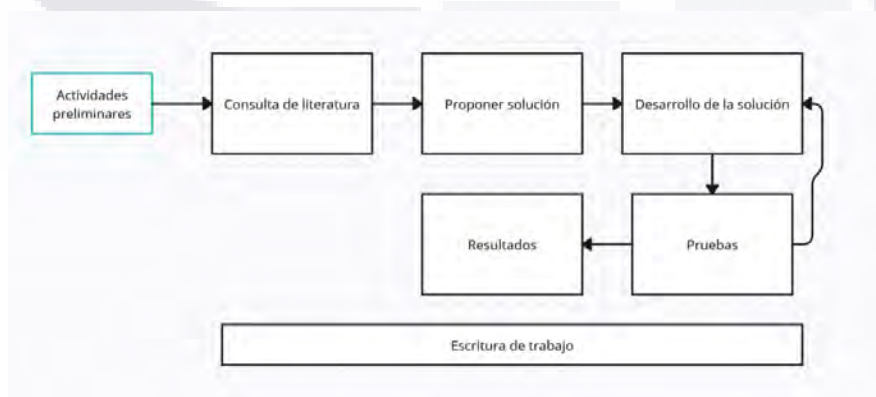 Actividades
preliminares
Consulta de literatura
Proponer solución
Desarrollo de la solución
Resultados
Pruebas
Escritura de trabajo